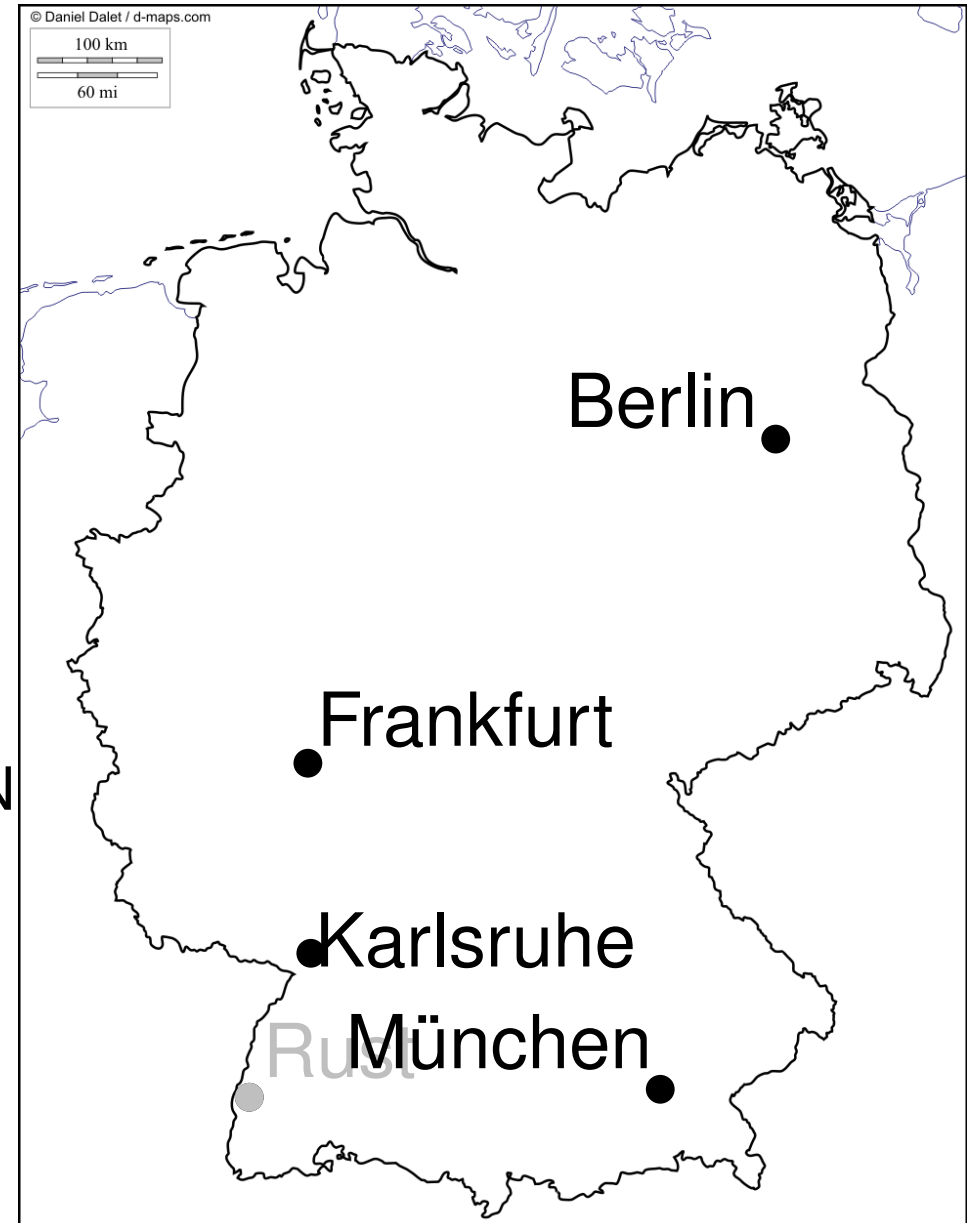 © Daniel Dalet / d-maps.com
100 km
60 mi
Berlin
Frankfurt
N
Karlsruhe
Rust
München